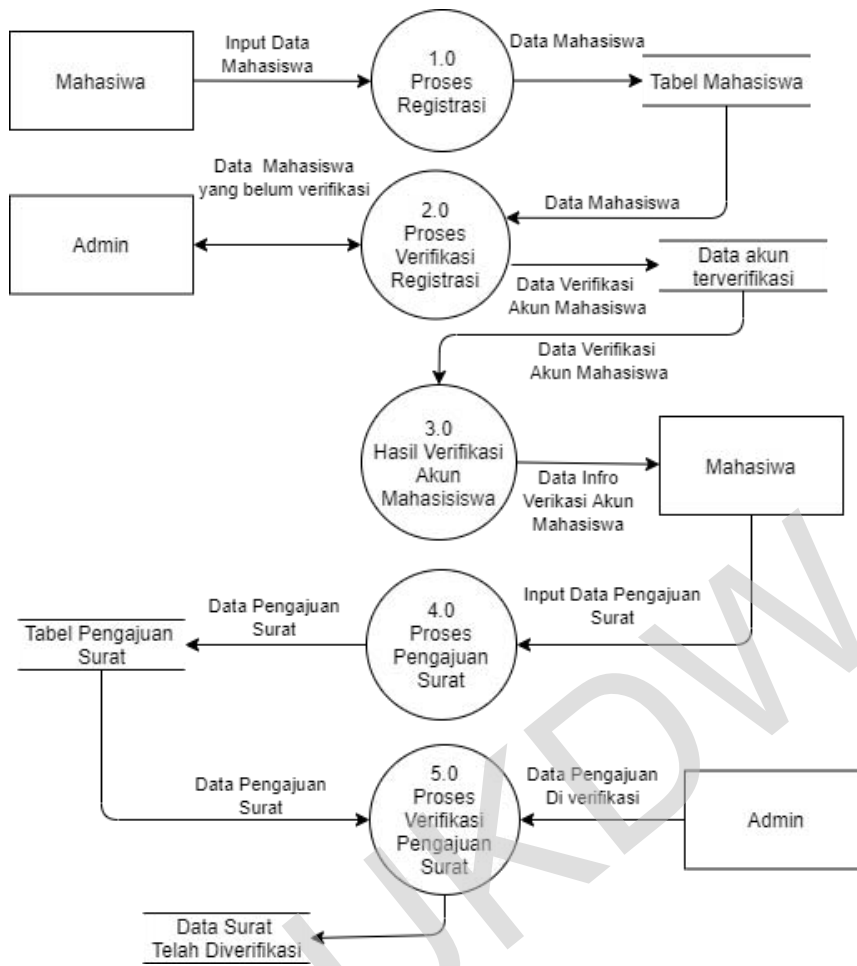 Input Data
Mahasiswa
Data Mahasiswa
Mahasiwa
1.0
Proses
Registrasi
Tabel Mahasiswa
Data Mahasiswa
yang belum verifikasi
Data Mahasiswa
Admin
2.0
Proses
Verifikasi
Registrasi
Data akun
terverifikasi
Data Verifikasi
Akun Mahasiswa
Data Verifikasi
Akun Mahasiswa
3.0
Hasil Verifikasi
Akun
Mahasisiswa
Data Infro
Verikasi Akun
Mahasiswa
Mahasiwa
Input Data Pengajuan
Surat
4.0
Proses
Pengajuan
Surat
Data Pengajuan
Surat
Tabel Pengajuan
Surat
Data Pengajuan
Surat
5.0
Proses
Verifikasi
Pengajuan
Surat
Data Pengajuan
Di verifikasi
Admin
Data Surat
Telah Diverifikasi
UKDW